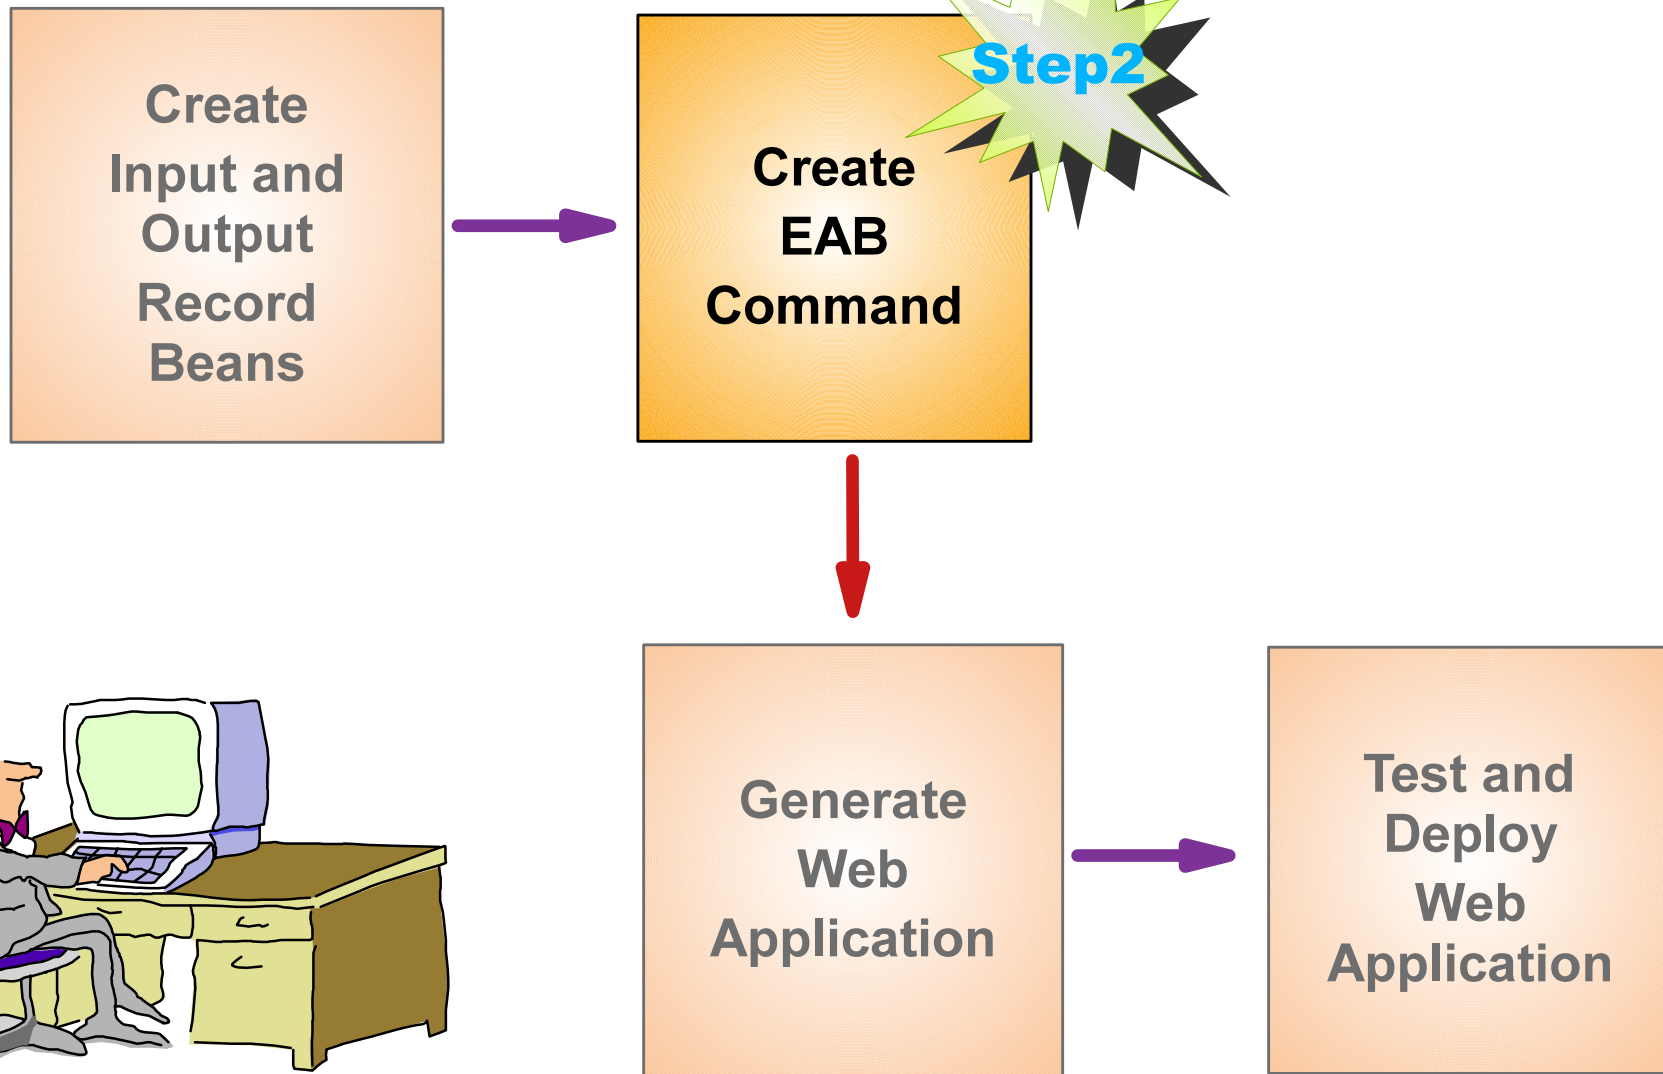 Create
Input and
Output
Record
Beans
Step2
Create
EAB
Command
Generate
Web
Application
Test and
Deploy
Web
Application